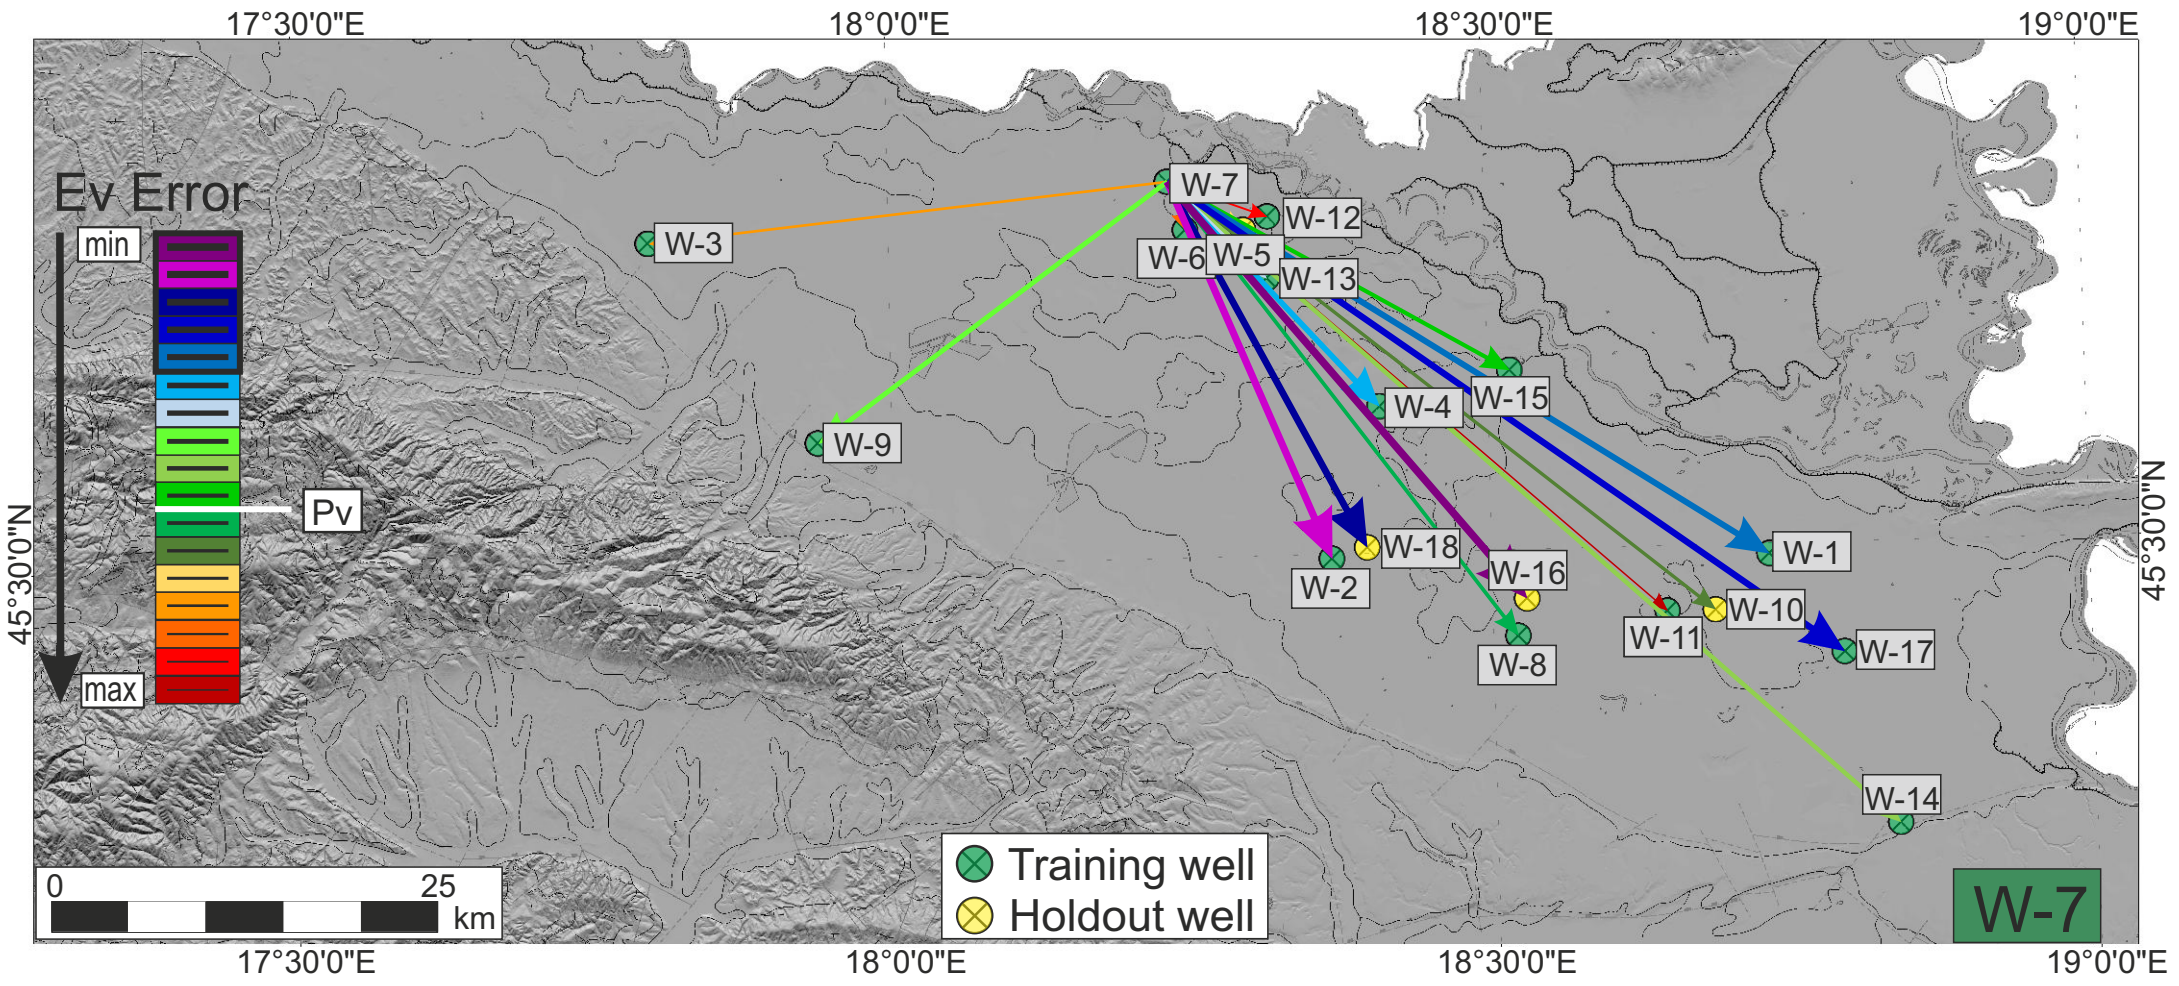 17°30'0"E
18°0'0"E
18°30'0"E
19°0'0"E
Ev Error
min
max
Pv
W-7
W-12
W-3
W-6
W-5
W-13
W-15
W-4
W-9
W-18
W-2
W-16
W-1
W-10
W-11
W-17
W-8
W-14
45°30'0"N
45°30'0"N
0
25
km
Training well
Holdout well
W-7
17°30'0"E
18°0'0"E
18°30'0"E
19°0'0"E